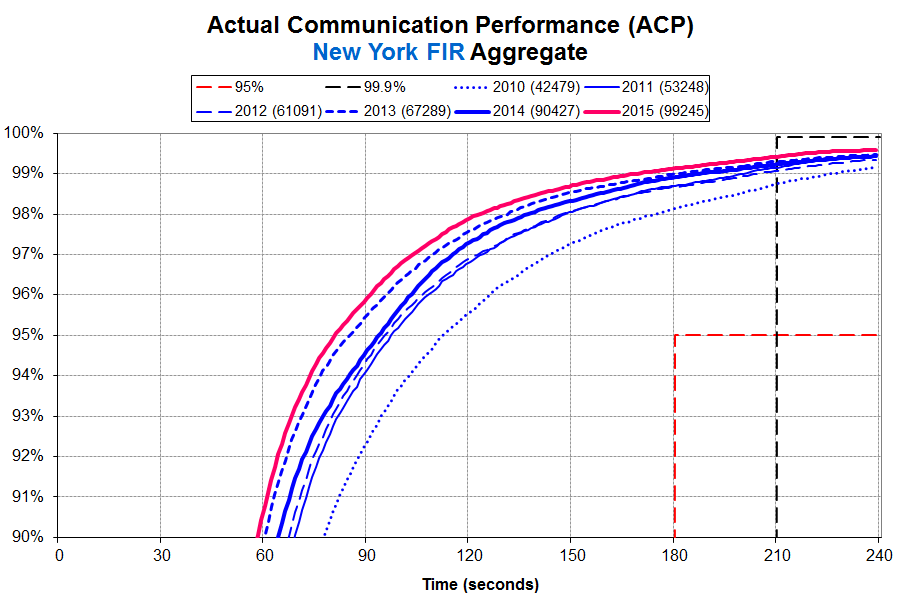 Actual Communication Performance (ACP)
New York FIR Aggregate
95% 99.9% 2010 (42479) 2011 (53248)
2012 (61091) 2013 (67289) 2014 (90427) 2015 (99245)
100%
99%
98%
97%
96%
95%
94%
93%
92%
91%
90%
0 30 60 90 120 150 180 210 240
Time (seconds)